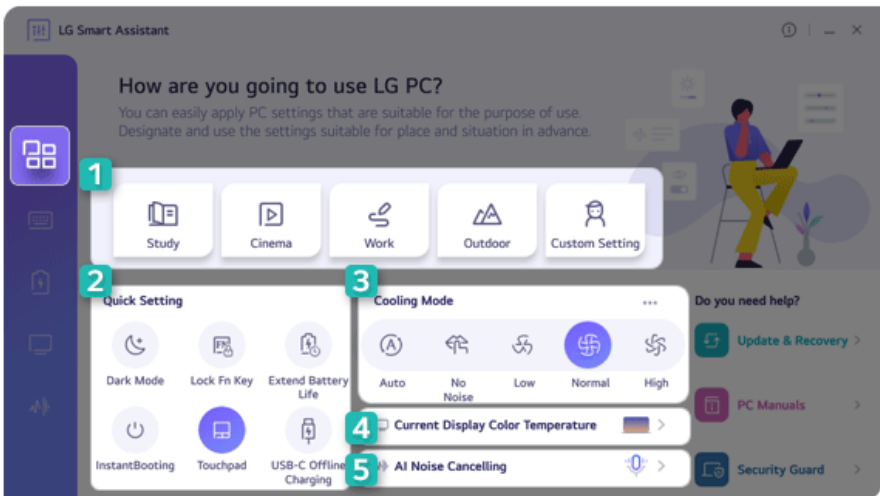 LG Smart Assistant
How are you going to use LG PC?
You can easily apply PC settings that are suitable for the purpose of use.
Designate and use the settings suitable for place and situation in advance.
1
Study
Cinema
Work
Outdoor
Custom Setting
2
Quick Setting
Dark Mode
Lock Fn Key
Extend Battery
Life
InstantBooting
Touchpad
USB-C Offline
Charging
3
Cooling Mode
Auto
No
Noise
Low
Normal
High
4
Current Display Color Temperature
5
AI Noise Cancelling
Do you need help?
Update & Recovery
PC Manuals
Security Guard